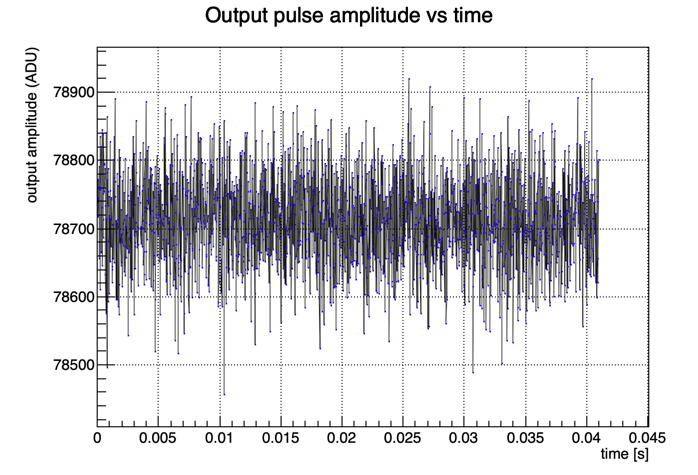 Output pulse amplitude vs time
output amplitude (ADU)
78900
78800
78700
78600
78500
0 0.005 0.01 0.015 0.02 0.025 0.03 0.035 0.04 0.045
time [s]